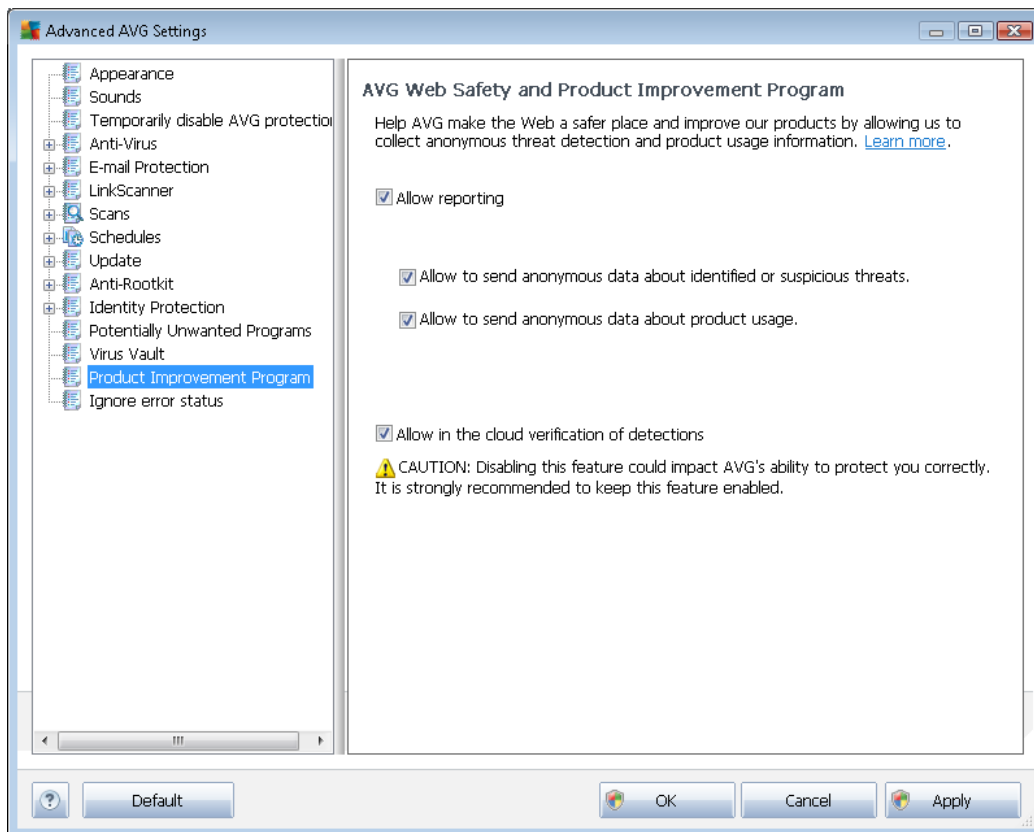 Advanced AVG Settings
Appearance
Sounds
Temporarily disable AVG protection
Anti-Virus
E-mail Protection
LinkScanner
Scans
Schedules
Update
Anti-Rootkit
Identity Protection
Potentially Unwanted Programs
Virus Vault
Product Improvement Program
Ignore error status
AVG Web Safety and Product Improvement Program
Help AVG make the Web a safer place and improve our products by allowing us to
collect anonymous threat detection and product usage information. Learn more.
Allow reporting
Allow to send anonymous data about identified or suspicious threats.
Allow to send anonymous data about product usage.
Allow in the cloud verification of detections
CAUTION: Disabling this feature could impact AVG's ability to protect you correctly.
It is strongly recommended to keep this feature enabled.
?
Default
OK
Cancel
Apply